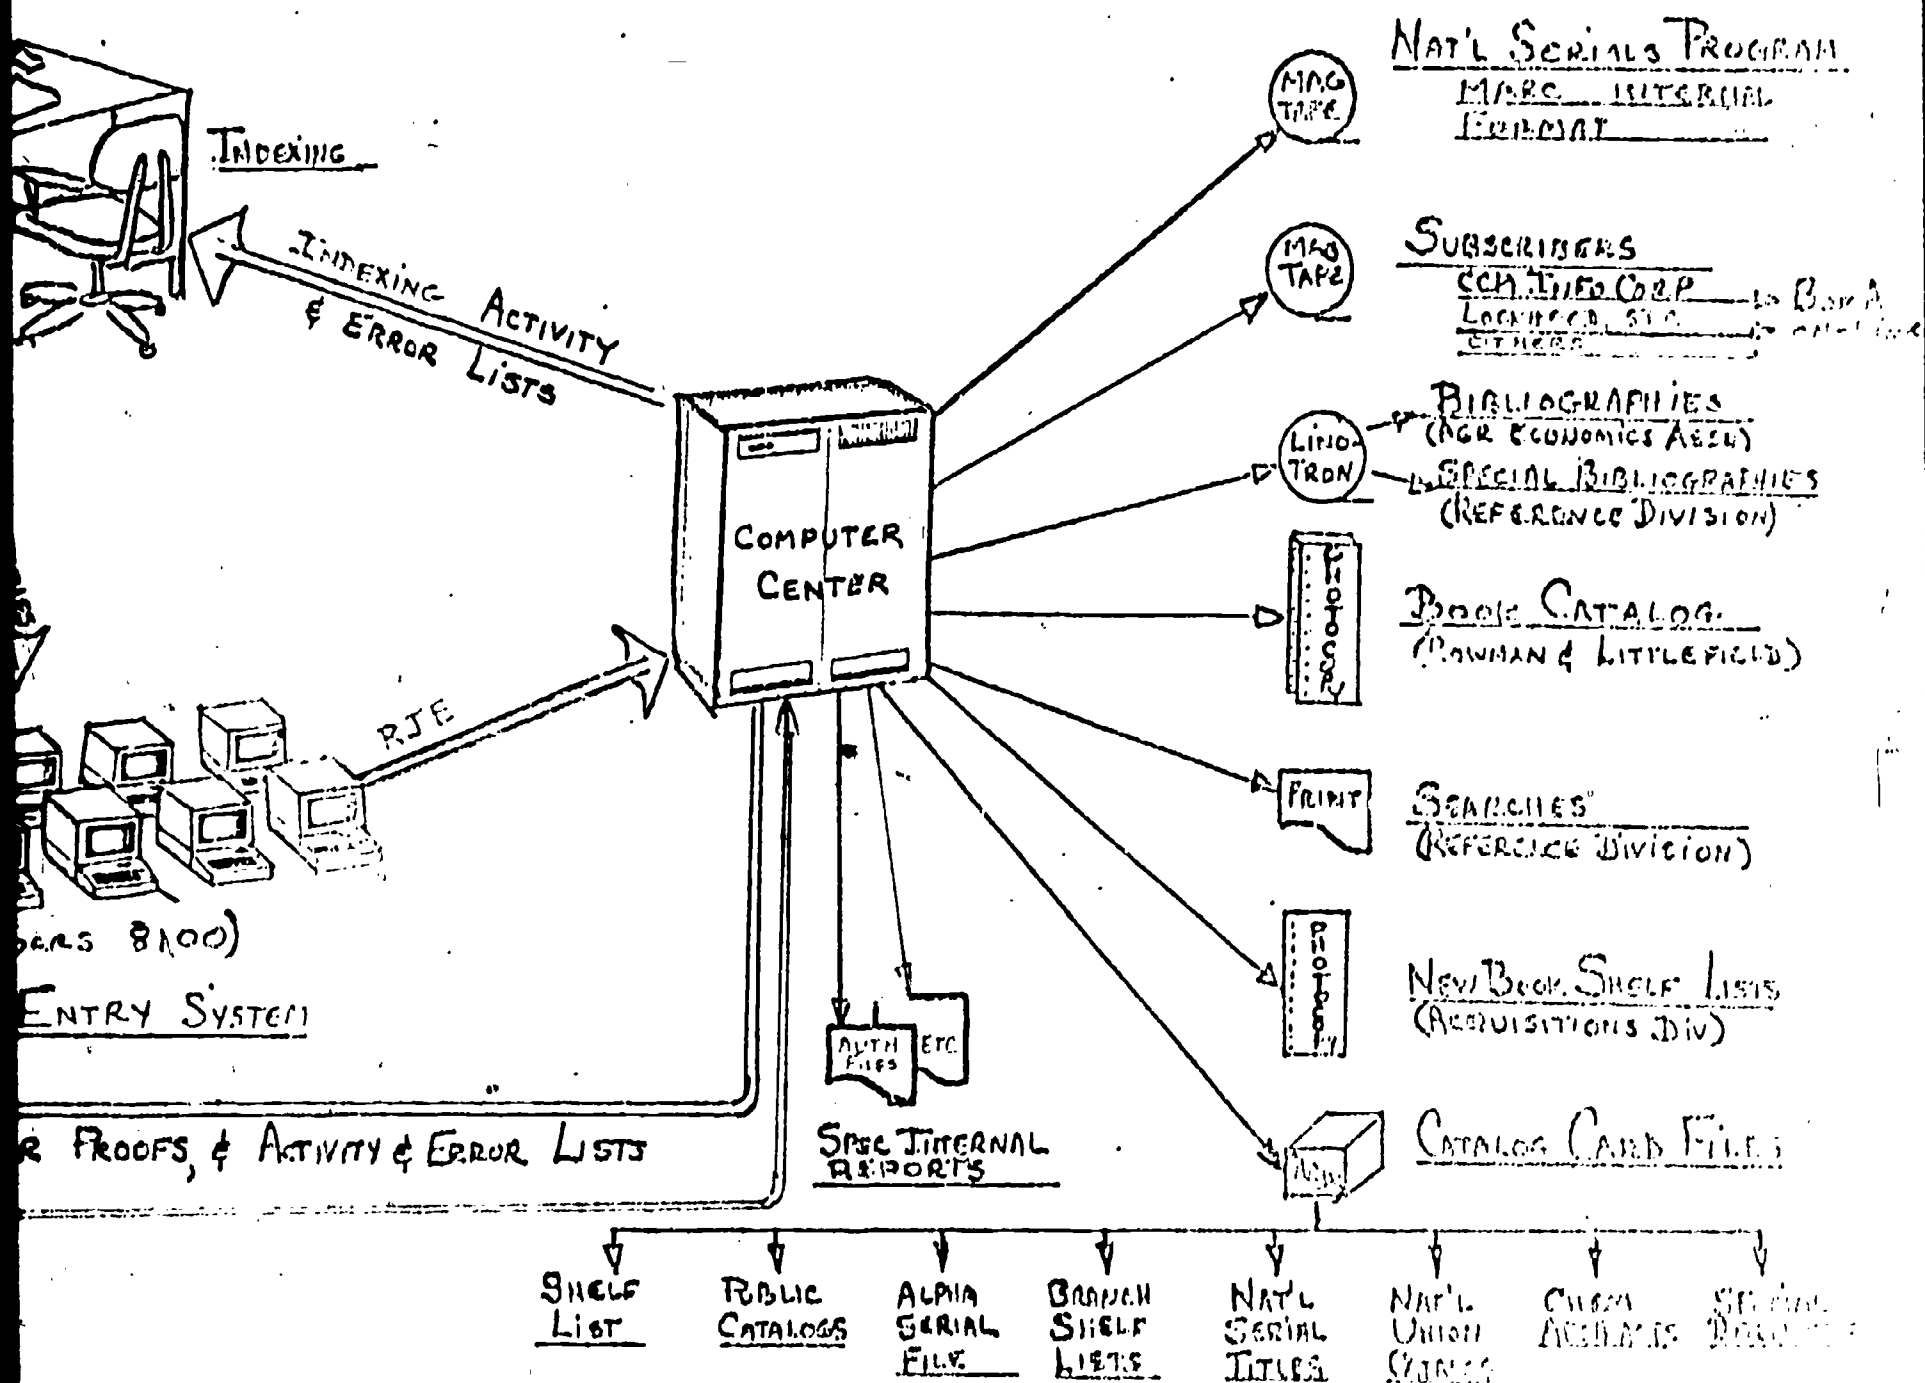 INDEXING
INDEXING ACTIVITY
& ERROR LISTS
COMPUTER
CENTER
RJE
8100)
ENTRY SYSTEM
R PROOFS, & ACTIVITY & ERROR LISTS
AUTH
FILES
ETC
SPEC INTERNAL
REPORTS
MAG
TAPE
NAT'L SERIALS PROGRAM
MARC INTERNAL
FORMAT
MAG
TAPE
SUBSCRIBERS
CCM INFO CORP
LOCKHEED
OTHERS
LINO-
TRON
BIBLIOGRAPHIES
(AGR ECONOMICS
SPECIAL BIBLIOGRAPHIES
(REFERENCE DIVISION)
PHOTOCOPY
BOOK CATALOG
(ROWMAN & LITTLEFIELD)
PRINT
SEARCHES
(REFERENCE DIVISION)
PHOTOCOPY
NEW BOOK SHELF LISTS
(ACQUISITIONS DIV)
CATALOG CARD FILES
SHELF
LIST
PUBLIC
CATALOGS
ALPHA
SERIAL
FILE
BRANCH
SHELF
LISTS
NAT'L
SERIAL
TITLES
NAT'L
UNION
CHEM
SPECIAL